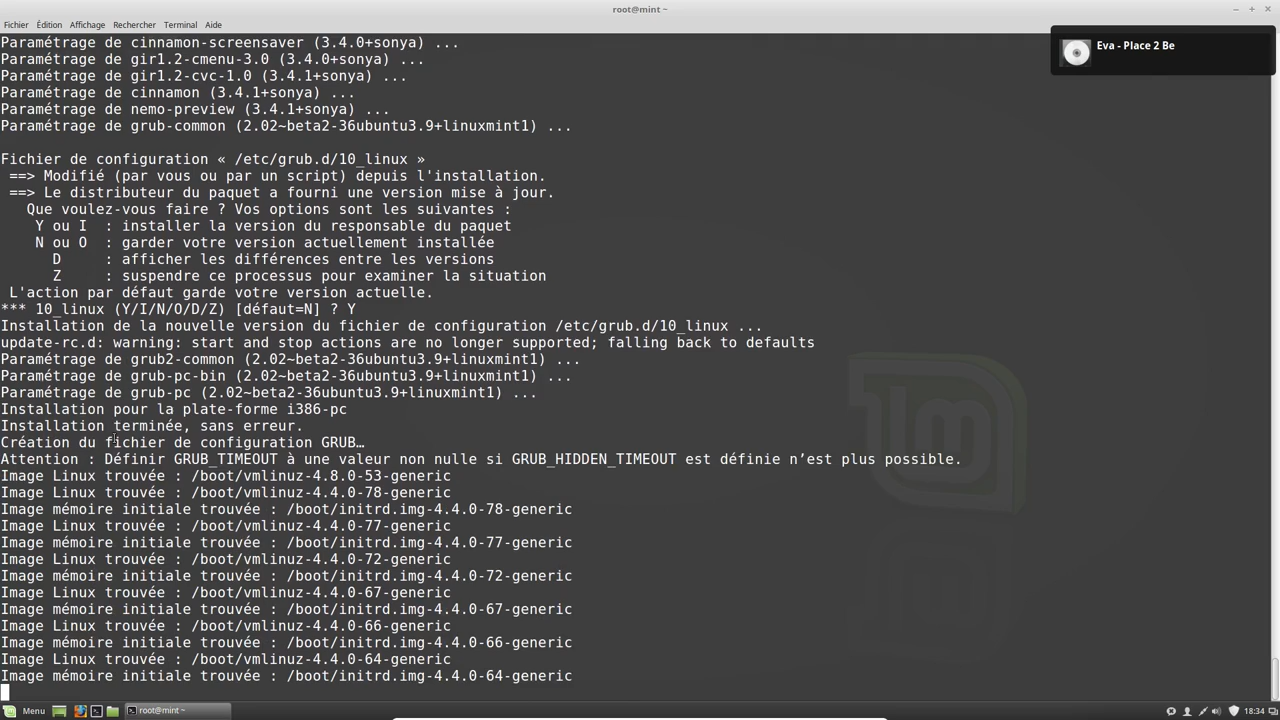 root@mint ~
Fichier Édition Affichage Rechercher Terminal Aide
Eva - Place 2 Be
Paramétrage de cinnamon-screensaver (3.4.0+sonya) ...
Paramétrage de gir1.2-cmenu-3.0 (3.4.0+sonya) ...
Paramétrage de gir1.2-cvc-1.0 (3.4.1+sonya) ...
Paramétrage de cinnamon (3.4.1+sonya) ...
Paramétrage de nemo-preview (3.4.1+sonya) ...
Paramétrage de grub-common (2.02~beta2-36ubuntu3.9+linuxmint1) ...
Fichier de configuration « /etc/grub.d/10_linux »
==> Modifié (par vous ou par un script) depuis l'installation.
==> Le distributeur du paquet a fourni une version mise à jour.
Que voulez-vous faire ? Vos options sont les suivantes :
Y ou I : installer la version du responsable du paquet
N ou O : garder votre version actuellement installée
D : afficher les différences entre les versions
Z : suspendre ce processus pour examiner la situation
L'action par défaut garde votre version actuelle.
*** 10_linux (Y/I/N/O/D/Z) [défaut=N] ? Y
Installation de la nouvelle version du fichier de configuration /etc/grub.d/10_linux ...
update-rc.d: warning: start and stop actions are no longer supported; falling back to defaults
Paramétrage de grub2-common (2.02~beta2-36ubuntu3.9+linuxmint1) ...
Paramétrage de grub-pc-bin (2.02~beta2-36ubuntu3.9+linuxmint1) ...
Paramétrage de grub-pc (2.02~beta2-36ubuntu3.9+linuxmint1) ...
Installation pour la plate-forme i386-pc
Installation terminée, sans erreur.
Création du fichier de configuration GRUB…
Attention : Définir GRUB_TIMEOUT à une valeur non nulle si GRUB_HIDDEN_TIMEOUT est définie n’est plus possible.
Image Linux trouvée : /boot/vmlinuz-4.8.0-53-generic
Image Linux trouvée : /boot/vmlinuz-4.4.0-78-generic
Image mémoire initiale trouvée : /boot/initrd.img-4.4.0-78-generic
Image Linux trouvée : /boot/vmlinuz-4.4.0-77-generic
Image mémoire initiale trouvée : /boot/initrd.img-4.4.0-77-generic
Image Linux trouvée : /boot/vmlinuz-4.4.0-72-generic
Image mémoire initiale trouvée : /boot/initrd.img-4.4.0-72-generic
Image Linux trouvée : /boot/vmlinuz-4.4.0-67-generic
Image mémoire initiale trouvée : /boot/initrd.img-4.4.0-67-generic
Image Linux trouvée : /boot/vmlinuz-4.4.0-66-generic
Image mémoire initiale trouvée : /boot/initrd.img-4.4.0-66-generic
Image Linux trouvée : /boot/vmlinuz-4.4.0-64-generic
Image mémoire initiale trouvée : /boot/initrd.img-4.4.0-64-generic
Menu root@mint ~ 18:34